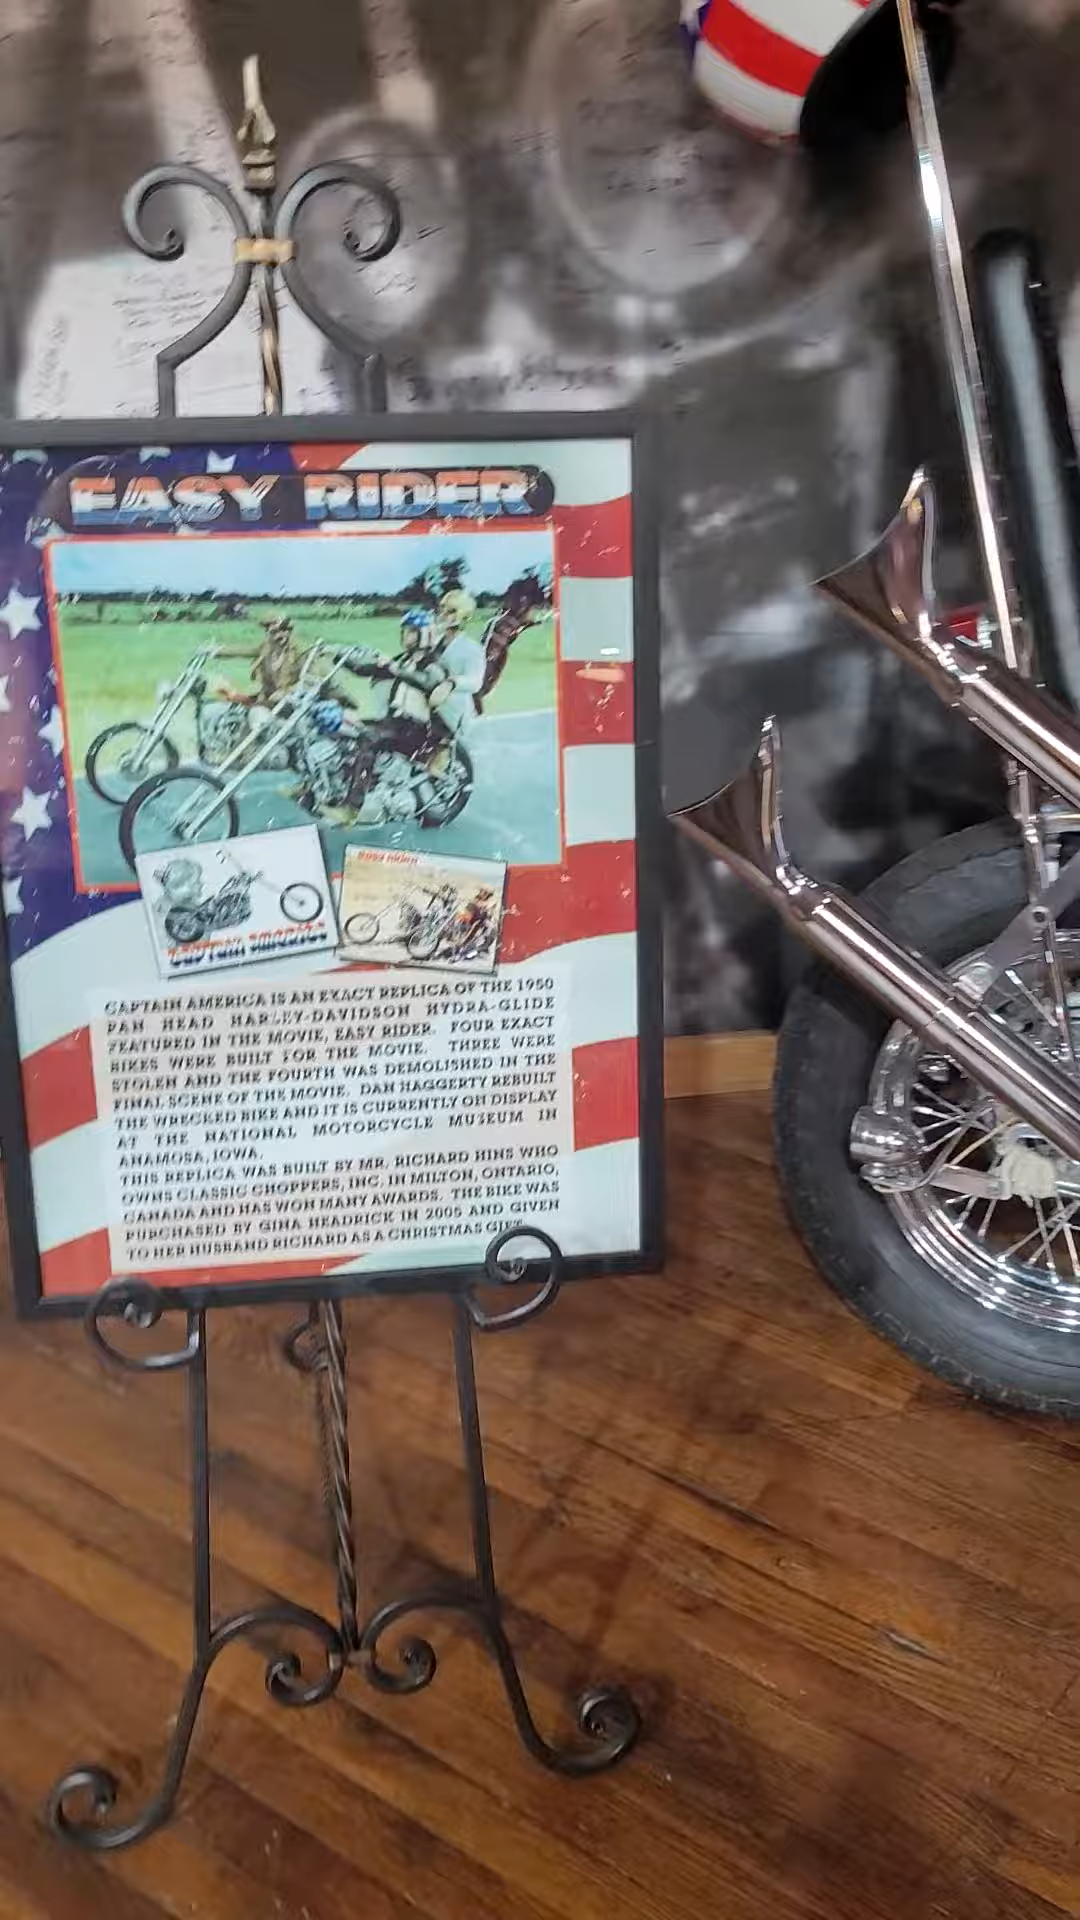 EASY RIDER
EASY RIDER
CAPTAIN AMERICA
CAPTAIN AMERICA IS AN EXACT REPLICA OF THE 1950
PAN HEAD HARLEY-DAVIDSON HYDRA-GLIDE
FEATURED IN THE MOVIE, EASY RIDER. FOUR EXACT
BIKES WERE BUILT FOR THE MOVIE. THREE WERE
STOLEN AND THE FOURTH WAS DEMOLISHED IN THE
FINAL SCENE OF THE MOVIE. DAN HAGGERTY REBUILT
THE WRECKED BIKE AND IT IS CURRENTLY ON DISPLAY
AT THE NATIONAL MOTORCYCLE MUSEUM IN
ANAMOSA, IOWA.
THIS REPLICA WAS BUILT BY MR. RICHARD HINS WHO
OWNS CLASSIC CHOPPERS, INC. IN MILTON, ONTARIO,
CANADA AND HAS WON MANY AWARDS. THE BIKE WAS
PURCHASED BY GINA HEADRICK IN 2005 AND GIVEN
TO HER HUSBAND RICHARD AS A CHRISTMAS GIFT.